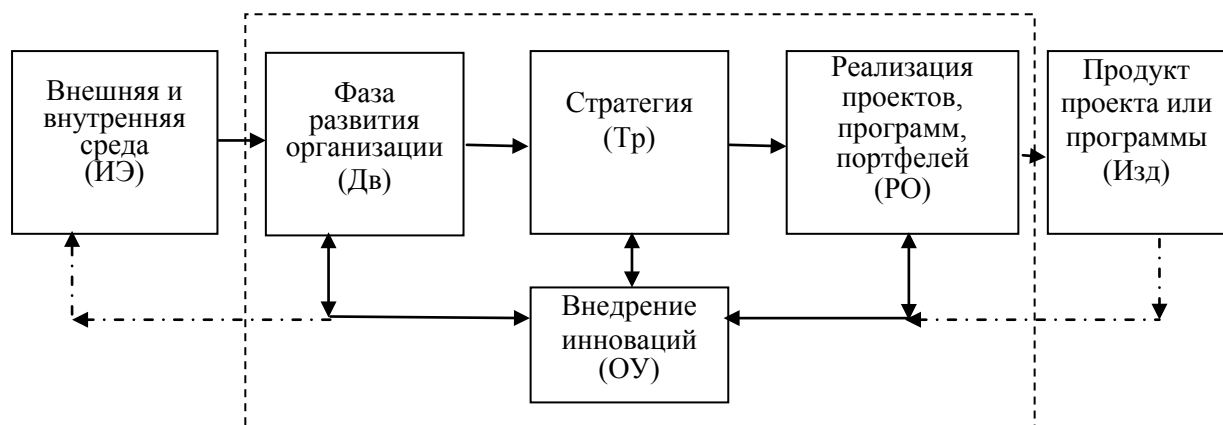 Внешняя и
внутренняя
среда
(ИЭ)
Фаза
развития
организации
(Дв)
Стратегия
(Тр)
Реализация
проектов,
программ,
портфелей
(РО)
Продукт
проекта или
программы
(Изд)
Внедрение
инноваций
(ОУ)